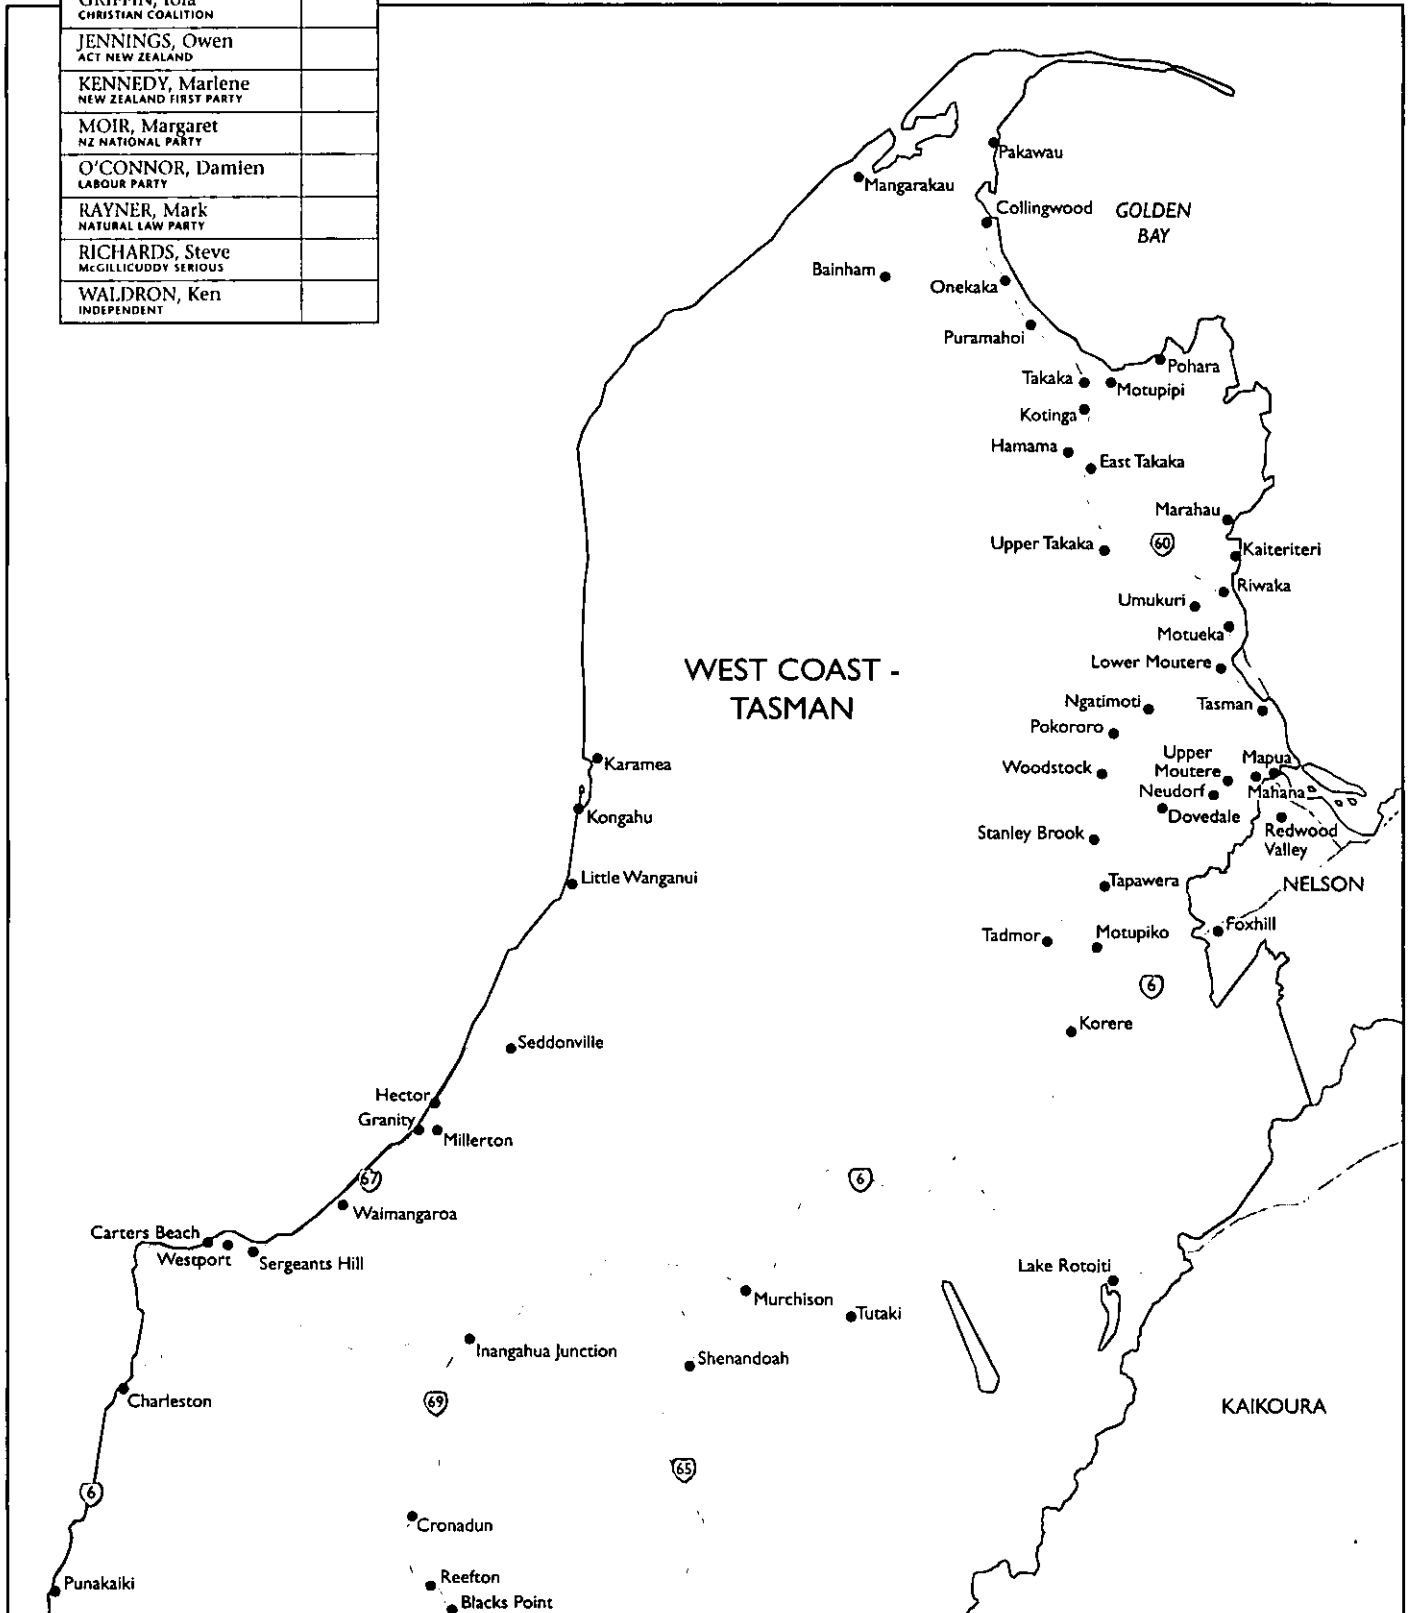 GRIFFIN, Iola
CHRISTIAN COALITION
JENNINGS, Owen
ACT NEW ZEALAND
KENNEDY, Marlene
NEW ZEALAND FIRST PARTY
MOIR, Margaret
NZ NATIONAL PARTY
O'CONNOR, Damien
LABOUR PARTY
RAYNER, Mark
NATURAL LAW PARTY
RICHARDS, Steve
McGILLICUDDY SERIOUS
WALDRON, Ken
INDEPENDENT
Pakawau
Mangarakau
Collingwood
GOLDEN
BAY
Bainham
Onekaka
Puramahoi
Pohara
Takaka
Motupipi
Kotinga
Hamama
East Takaka
Marahau
Upper Takaka
60
Kaiteriteri
Riwaka
Umukuri
Motueka
Lower Moutere
WEST COAST -
TASMAN
Ngatimoti
Tasman
Pokororo
Karamea
Woodstock
Upper
Moutere
Mapua
Neudorf
Mahana
Kongahu
Dovedale
Stanley Brook
Redwood
Valley
Little Wanganui
Tapawera
NELSON
Tadmor
Motupiko
Foxhill
6
Korere
Seddonville
Hector
Granity
Millerton
67
6
Waimangaroa
Carters Beach
Westport
Sergeants Hill
Lake Rotoiti
Murchison
Tutaki
Inangahua Junction
Shenandoah
Charleston
69
KAIKOURA
65
6
Cronadun
Punakaiki
Reefton
Blacks Point